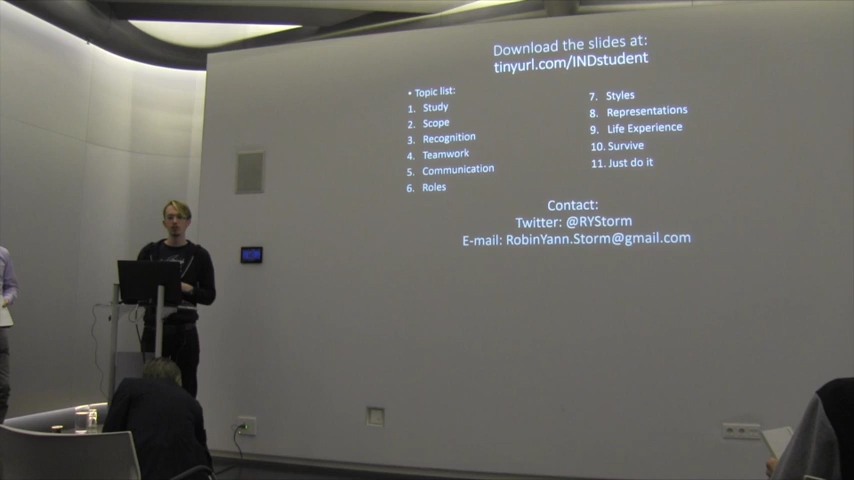 Download the slides at:
tinyurl.com/INDstudent
• Topic list:
1. Study
2. Scope
3. Recognition
4. Teamwork
5. Communication
6. Roles
7. Styles
8. Representations
9. Life Experience
10. Survive
11. Just do it
Contact:
Twitter: @RYStorm
E-mail: RobinYann.Storm@gmail.com